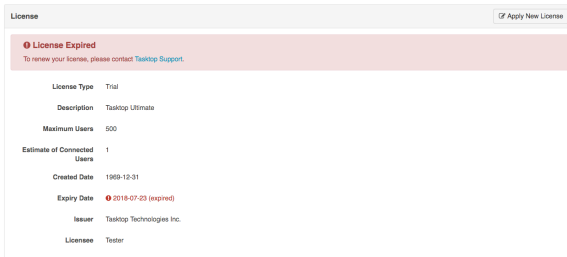 License
Apply New License
License Expired
To renew your license, please contact Tasktop Support.
License Type Trial
Description Tasktop Ultimate
Maximum Users 500
Estimate of Connected 1
Users
Created Date 1969-12-31
Expiry Date 2018-07-23 (expired)
Issuer Tasktop Technologies Inc.
Licensee Tester